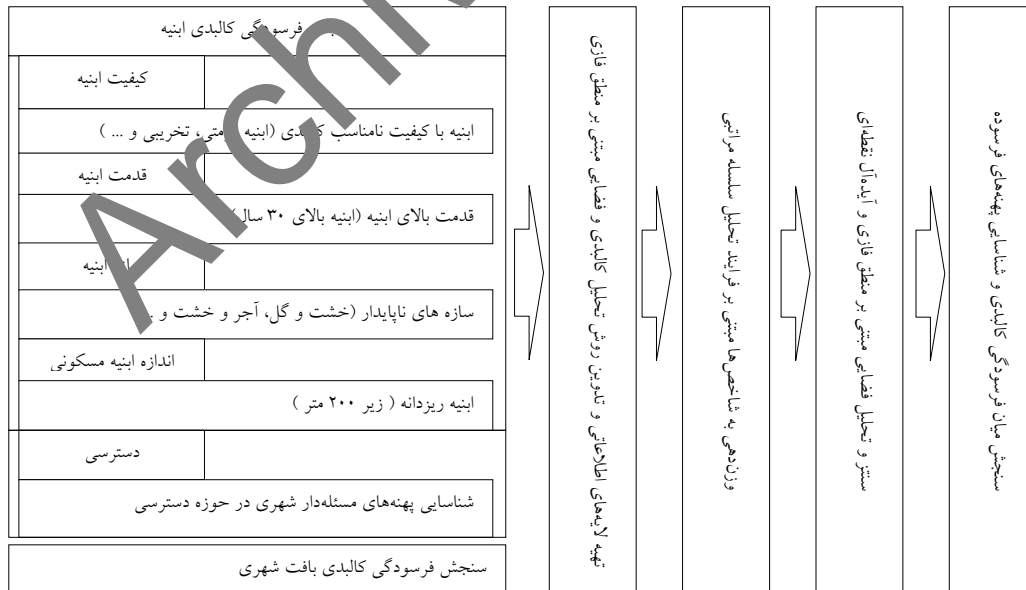 فرسودگی کالبدی ابنیه
کیفیت ابنیه
ابنیه با کیفیت نامناسب کالبدی (ابنیه مرمتی، تخریبی و ... )
قدمت ابنیه
قدمت بالای ابنیه (ابنیه بالای ۳۰ سال)
ابنیه
سازه های ناپایدار (خشت و گل، آجر و خشت و
اندازه ابنیه مسکونی
ابنیه ریزدانه ( زیر ۲۰۰ متر )
دسترسی
شناسایی پهنه‌های مسئله‌دار شهری در حوزه دسترسی
سنجش فرسودگی کالبدی بافت شهری
تهیه لایه‌های اطلاعاتی و تدوین روش تحلیل کالبدی و فضایی مبتنی بر منطق فازی
وزن‌دهی به شاخص‌ها مبتنی بر فرایند تحلیل سلسله مراتبی
سنتز و تحلیل فضایی مبتنی بر منطق فازی و آیده‌آل نقطه‌ای
سنجش میان فرسودگی کالبدی و شناسایی پهنه‌های فرسوده